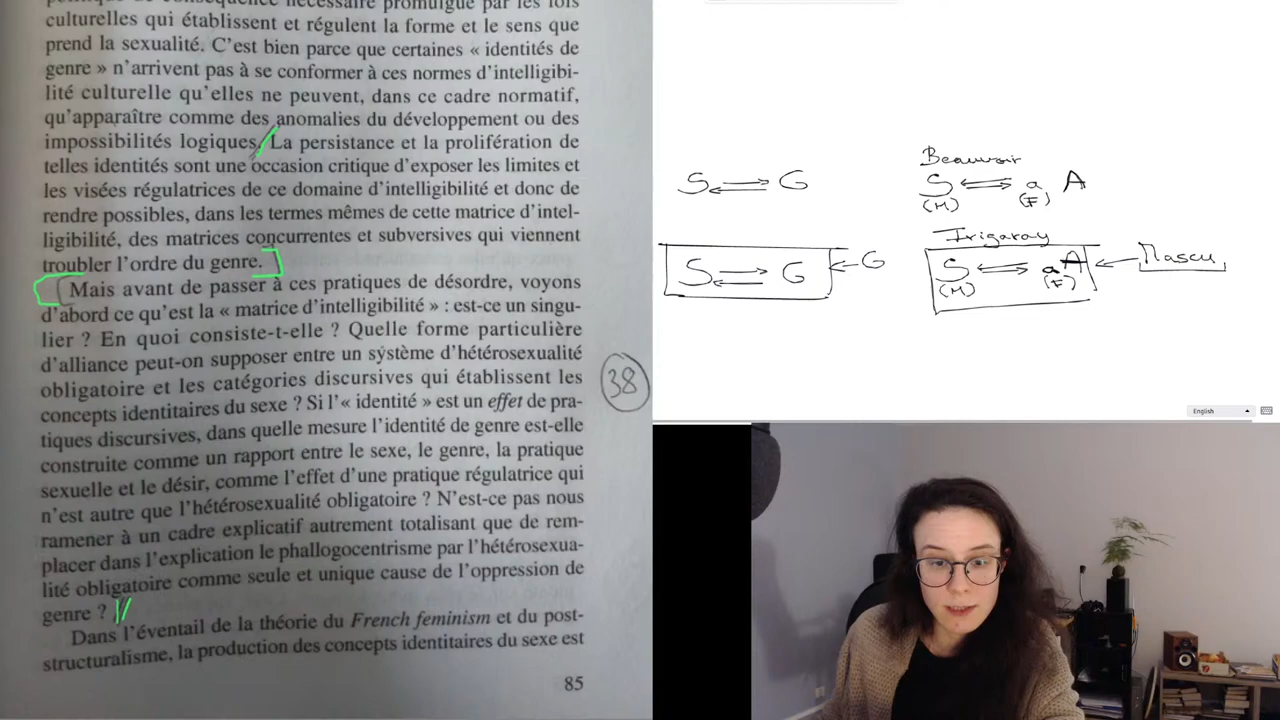 politique de conséquence nécessaire promulgué par les lois
culturelles qui établissent et régulent la forme et le sens que
prend la sexualité. C'est bien parce que certaines « identités de
genre » n'arrivent pas à se conformer à ces normes d'intelligibi-
lité culturelle qu'elles ne peuvent, dans ce cadre normatif,
qu'apparaître comme des anomalies du développement ou des
impossibilités logiques. La persistance et la prolifération de
telles identités sont une occasion critique d'exposer les limites et
les visées régulatrices de ce domaine d'intelligibilité et donc de
rendre possibles, dans les termes mêmes de cette matrice d'intel-
ligibilité, des matrices concurrentes et subversives qui viennent
troubler l'ordre du genre.
Mais avant de passer à ces pratiques de désordre, voyons
d'abord ce qu'est la « matrice d'intelligibilité » : est-ce un singu-
lier ? En quoi consiste-t-elle ? Quelle forme particulière
d'alliance peut-on supposer entre un système d'hétérosexualité
obligatoire et les catégories discursives qui établissent les
concepts identitaires du sexe ? Si l'« identité » est un effet de pra-
tiques discursives, dans quelle mesure l'identité de genre est-elle
construite comme un rapport entre le sexe, le genre, la pratique
sexuelle et le désir, comme l'effet d'une pratique régulatrice qui
n'est autre que l'hétérosexualité obligatoire ? N'est-ce pas nous
ramener à un cadre explicatif autrement totalisant que de rem-
placer dans l'explication le phallogocentrisme par l'hétérosexua-
lité obligatoire comme seule et unique cause de l'oppression de
genre ?
Dans l'éventail de la théorie du French feminism et du post-
structuralisme, la production des concepts identitaires du sexe est
85
38
S G
S G G
Beauvoir
S a A
(M) (F)
Irigaray
S a A Mascu
(M) (F)
English